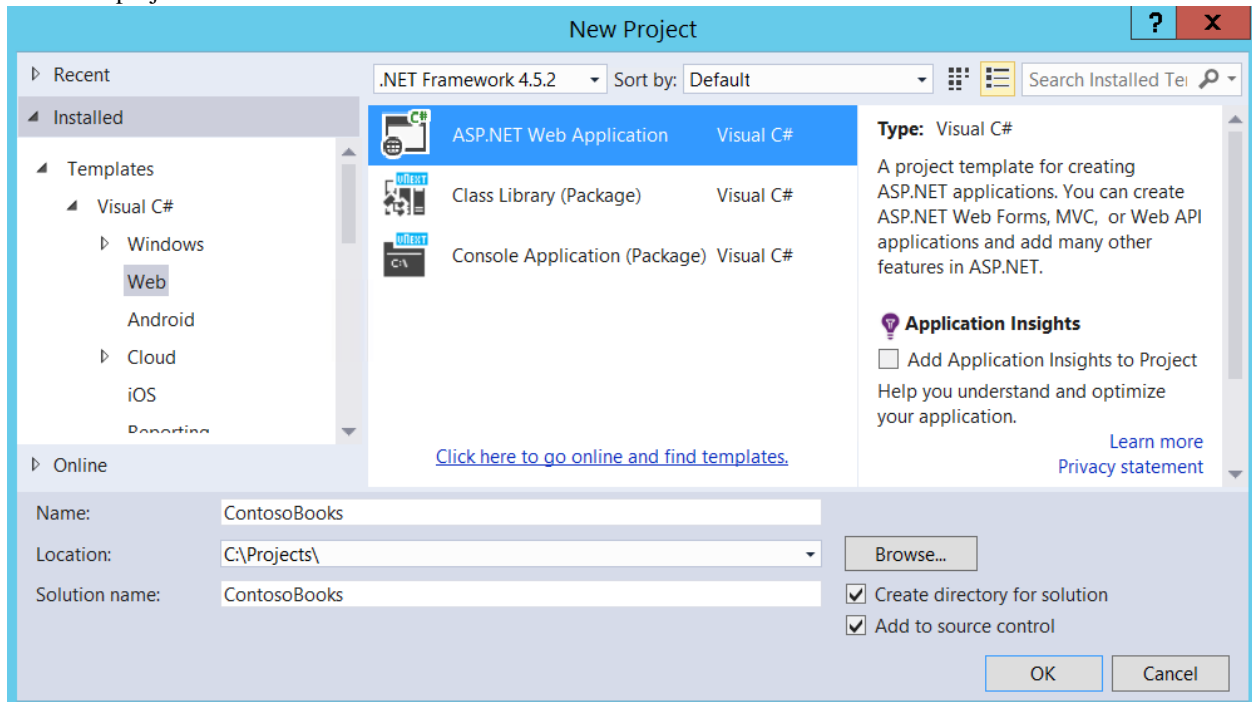 New Project
?
X
Recent
.NET Framework 4.5.2
Sort by:
Default
Search Installed Te
Installed
Templates
Visual C#
Windows
Web
Android
Cloud
iOS
Reporting
Online
C#
ASP.NET Web Application
Visual C#
vNEXT
Class Library (Package)
Visual C#
vNEXT
C:\
Console Application (Package)
Visual C#
Click here to go online and find templates.
Type: Visual C#
A project template for creating
ASP.NET applications. You can create
ASP.NET Web Forms, MVC, or Web API
applications and add many other
features in ASP.NET.
Application Insights
Add Application Insights to Project
Help you understand and optimize
your application.
Learn more
Privacy statement
Name:
ContosoBooks
Location:
C:\Projects\
Browse...
Solution name:
ContosoBooks
Create directory for solution
Add to source control
OK
Cancel